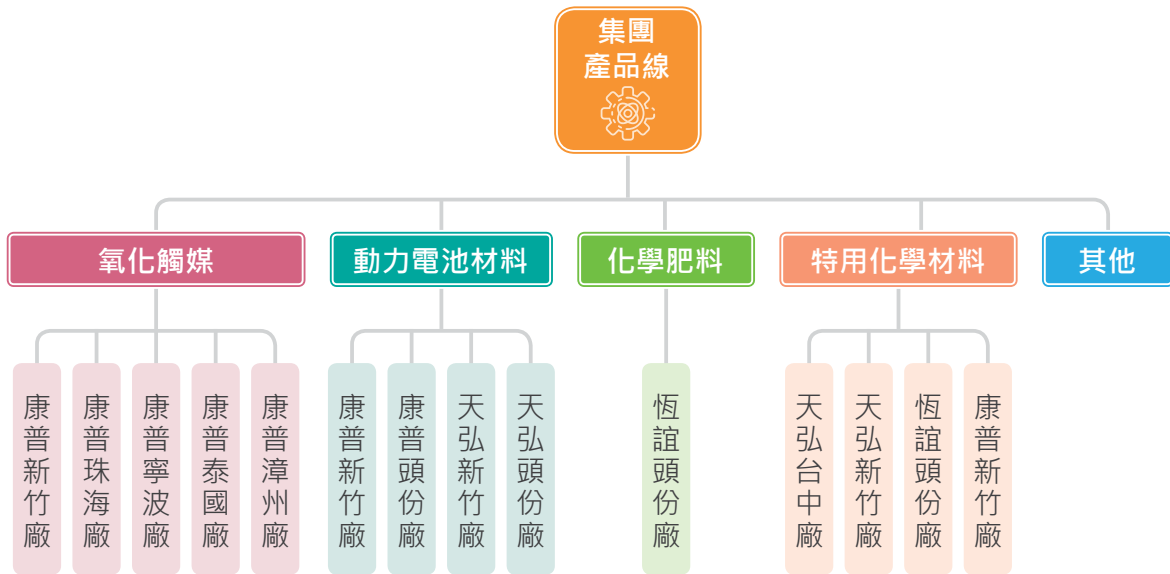 集團
產品線
氧化觸媒
動力電池材料
化學肥料
特用化學材料
其他
康普新竹廠
康普珠海廠
康普寧波廠
康普泰國廠
康普漳州廠
康普新竹廠
康普頭份廠
天弘新竹廠
天弘頭份廠
恆誼頭份廠
天弘台中廠
天弘新竹廠
恆誼頭份廠
康普新竹廠